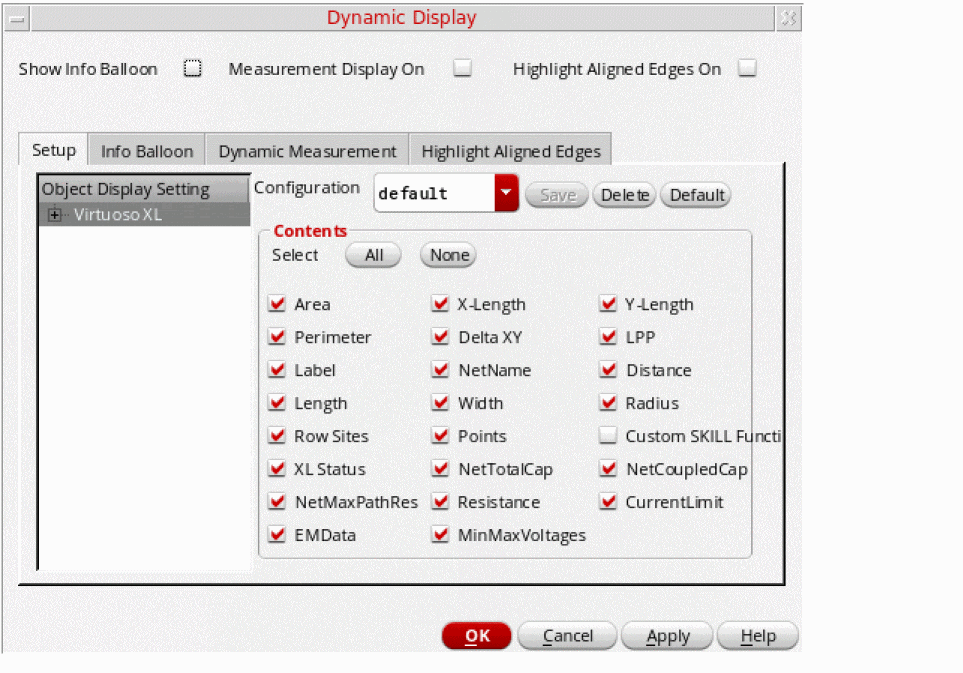 Dynamic Display
Show Info Balloon Measurement Display On Highlight Aligned Edges On
Setup Info Balloon Dynamic Measurement Highlight Aligned Edges
Object Display Setting
Virtuoso XL
Configuration default Save Delete Default
Contents
Select All None
Area X-Length Y-Length
Perimeter Delta XY LPP
Label NetName Distance
Length Width Radius
Row Sites Points Custom SKILL Functi
XL Status NetTotalCap NetCoupledCap
NetMaxPathRes Resistance CurrentLimit
EMData MinMaxVoltages
OK Cancel Apply Help